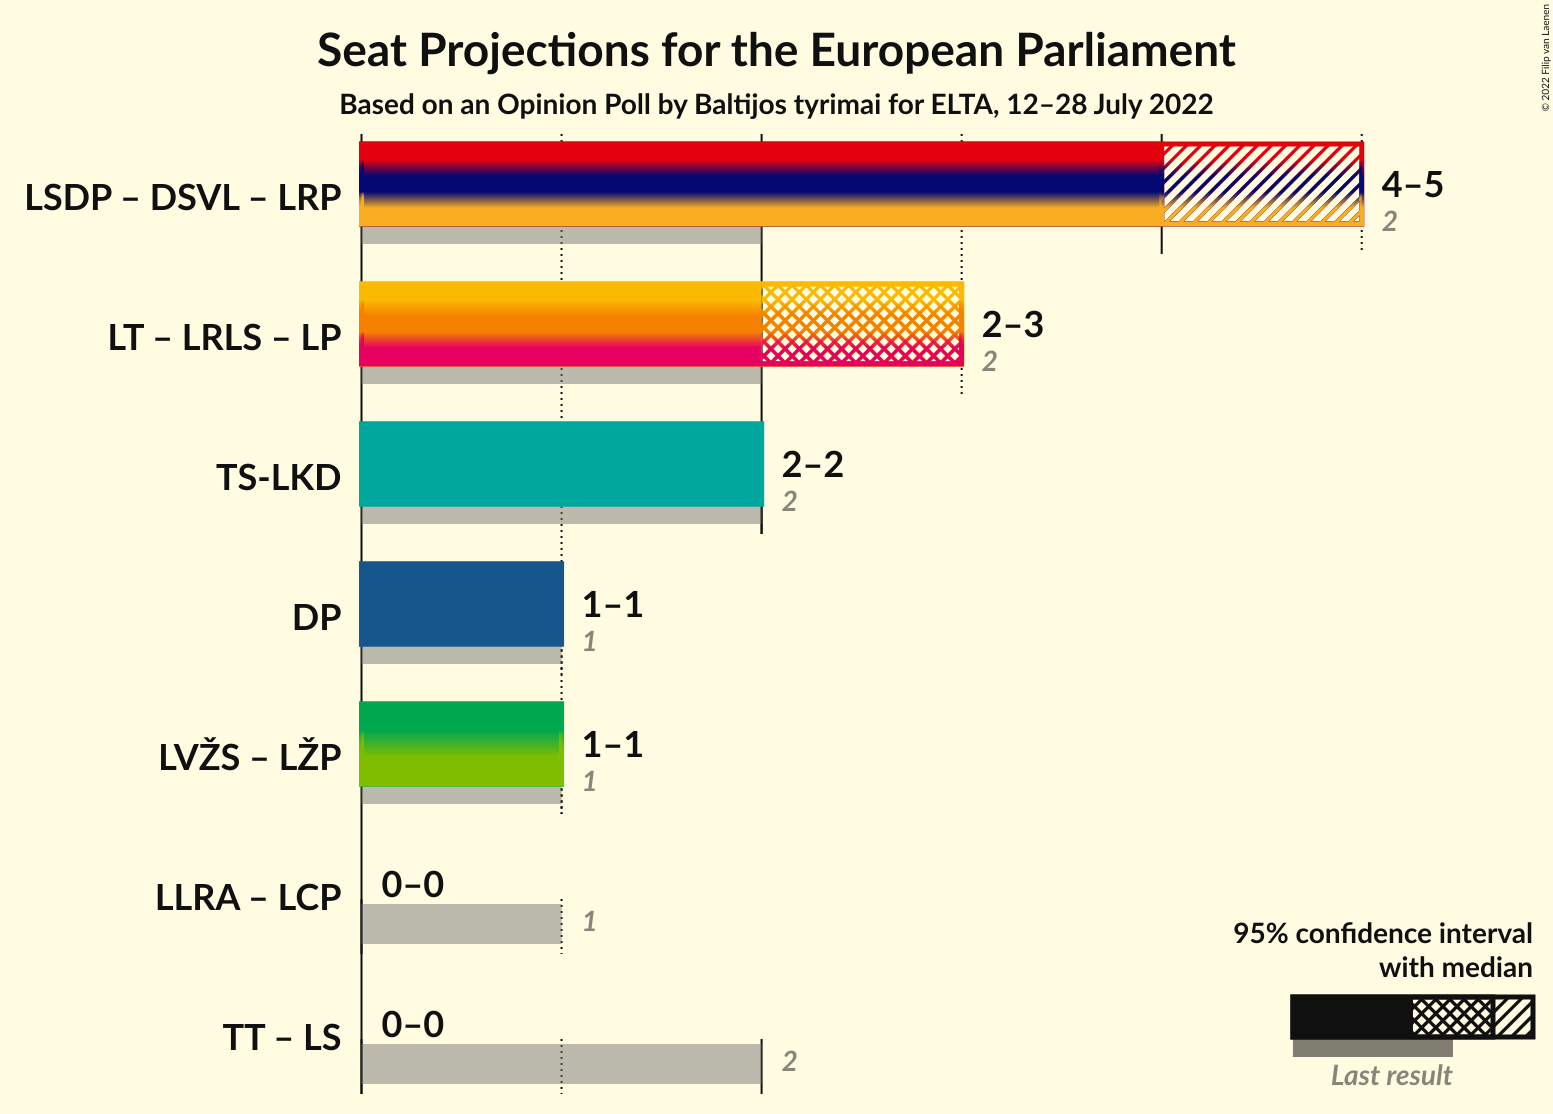 Seat Projections for the European Parliament
Based on an Opinion Poll by Baltijos tyrimai for ELTA, 12–28 July 2022
© 2022 Filip van Laenen
LSDP – DSVL – LRP
4–5
2
LT – LRLS – LP
2–3
2
TS-LKD
2–2
2
DP
1–1
1
LVŽS – LŽP
1–1
1
LLRA – LCP
0–0
1
TT – LS
0–0
2
95% confidence interval
with median
Last result